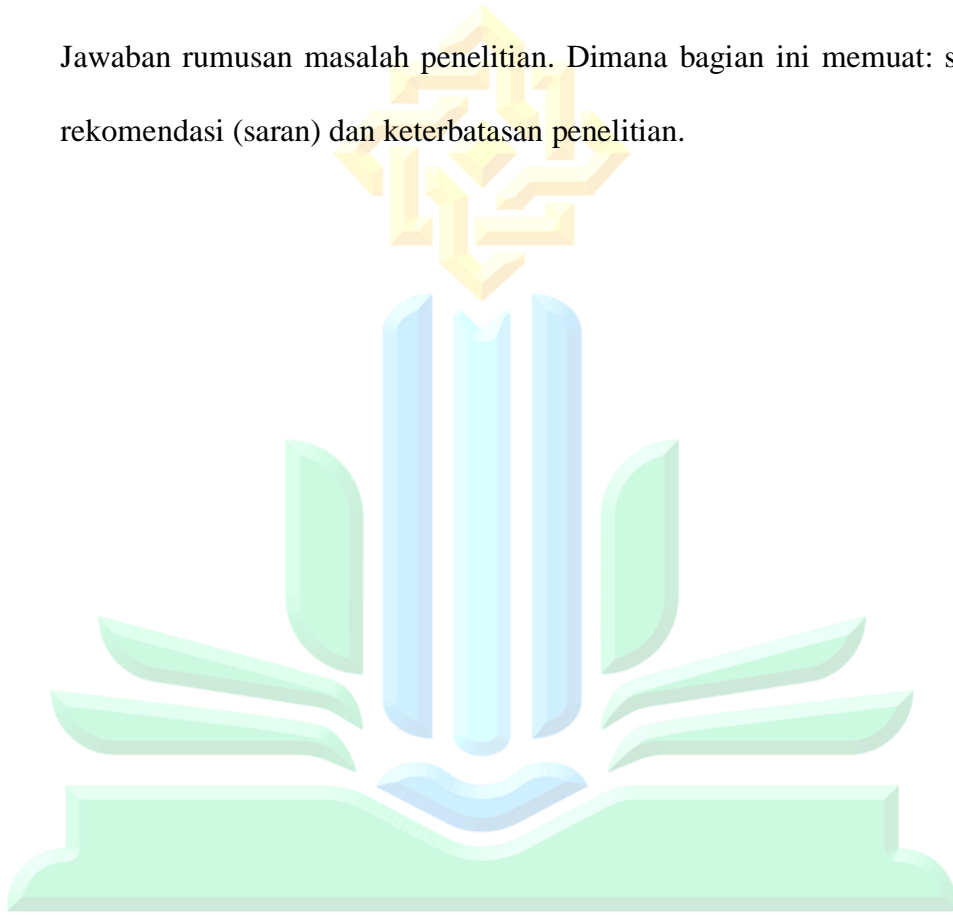 Jawaban rumusan masalah penelitian. Dimana bagian ini memuat:
rekomendasi (saran) dan keterbatasan penelitian.